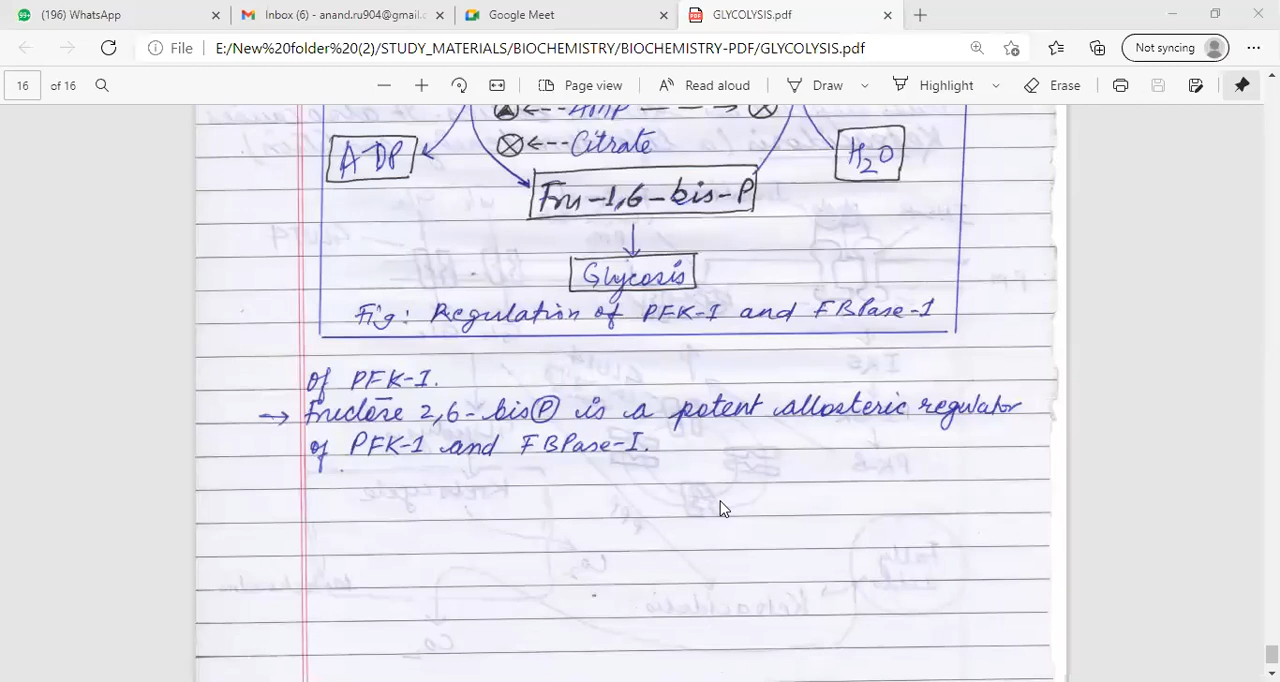 (196) WhatsApp
Inbox (6) - anand.ru904@gmail.c
Google Meet
GLYCOLYSIS.pdf
File
E:/New%20folder%20(2)/STUDY_MATERIALS/BIOCHEMISTRY/BIOCHEMISTRY-PDF/GLYCOLYSIS.pdf
Not syncing
16 of 16
Page view
Read aloud
Draw
Highlight
Erase
AMP
ADP
Citrate
H2O
Fru-1,6-bis-P
Glycosis
Fig: Regulation of PFK-I and FBPase-I
of PFK-I.
→ Fructose 2,6-bis P is a potent allosteric regulator
of PFK-1 and FBPase-I.